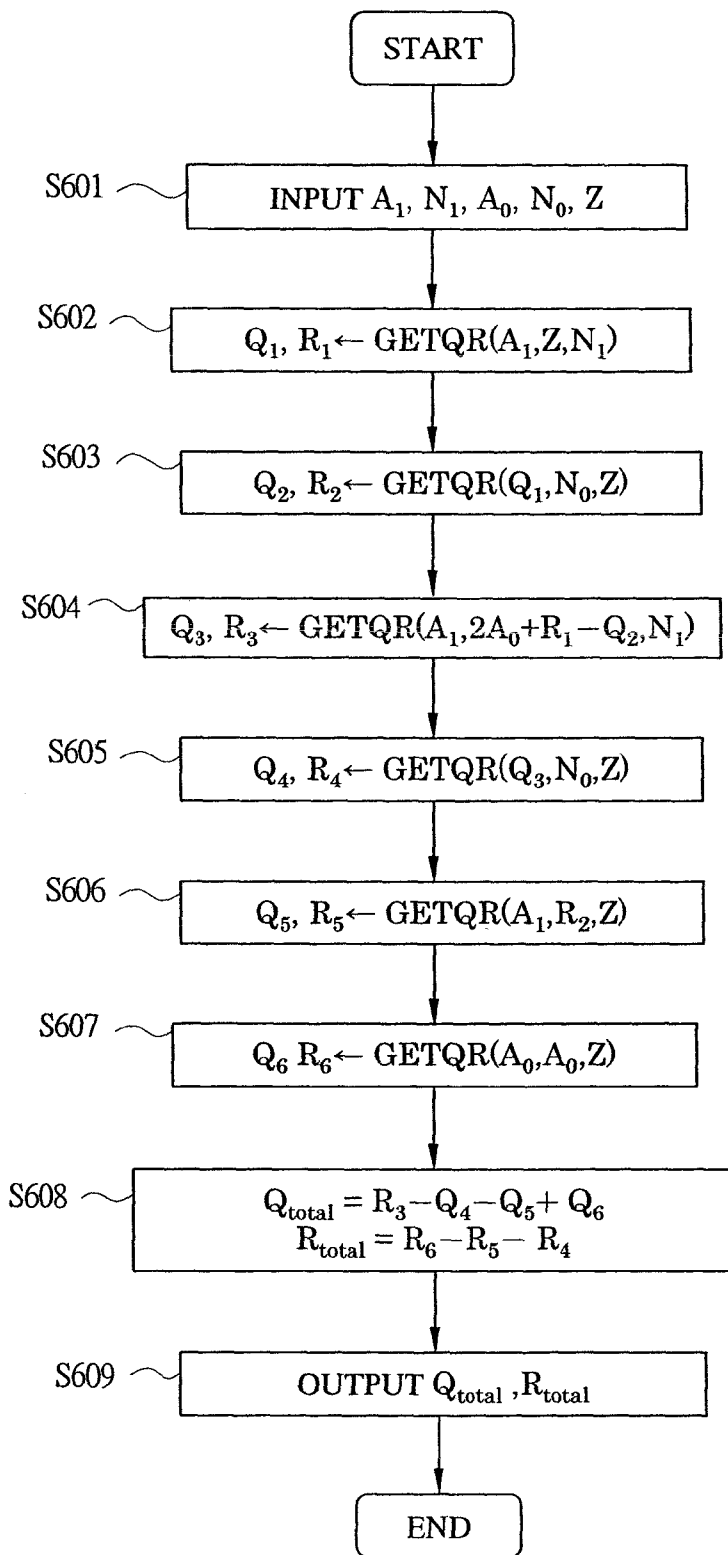 START
S601
INPUT A₁, N₁, A₀, N₀, Z
S602
Q₁, R₁← GETQR(A₁,Z,N₁)
S603
Q₂, R₂← GETQR(Q₁,N₀,Z)
S604
Q₃, R₃← GETQR(A₁,2A₀+R₁−Q₂,N₁)
S605
Q₄, R₄← GETQR(Q₃,N₀,Z)
S606
Q₅, R₅← GETQR(A₁,R₂,Z)
S607
Q₆ R₆← GETQR(A₀,A₀,Z)
S608
Qtotal = R₃−Q₄−Q₅+ Q₆
Rtotal = R₆−R₅− R₄
S609
OUTPUT Qtotal ,Rtotal
END